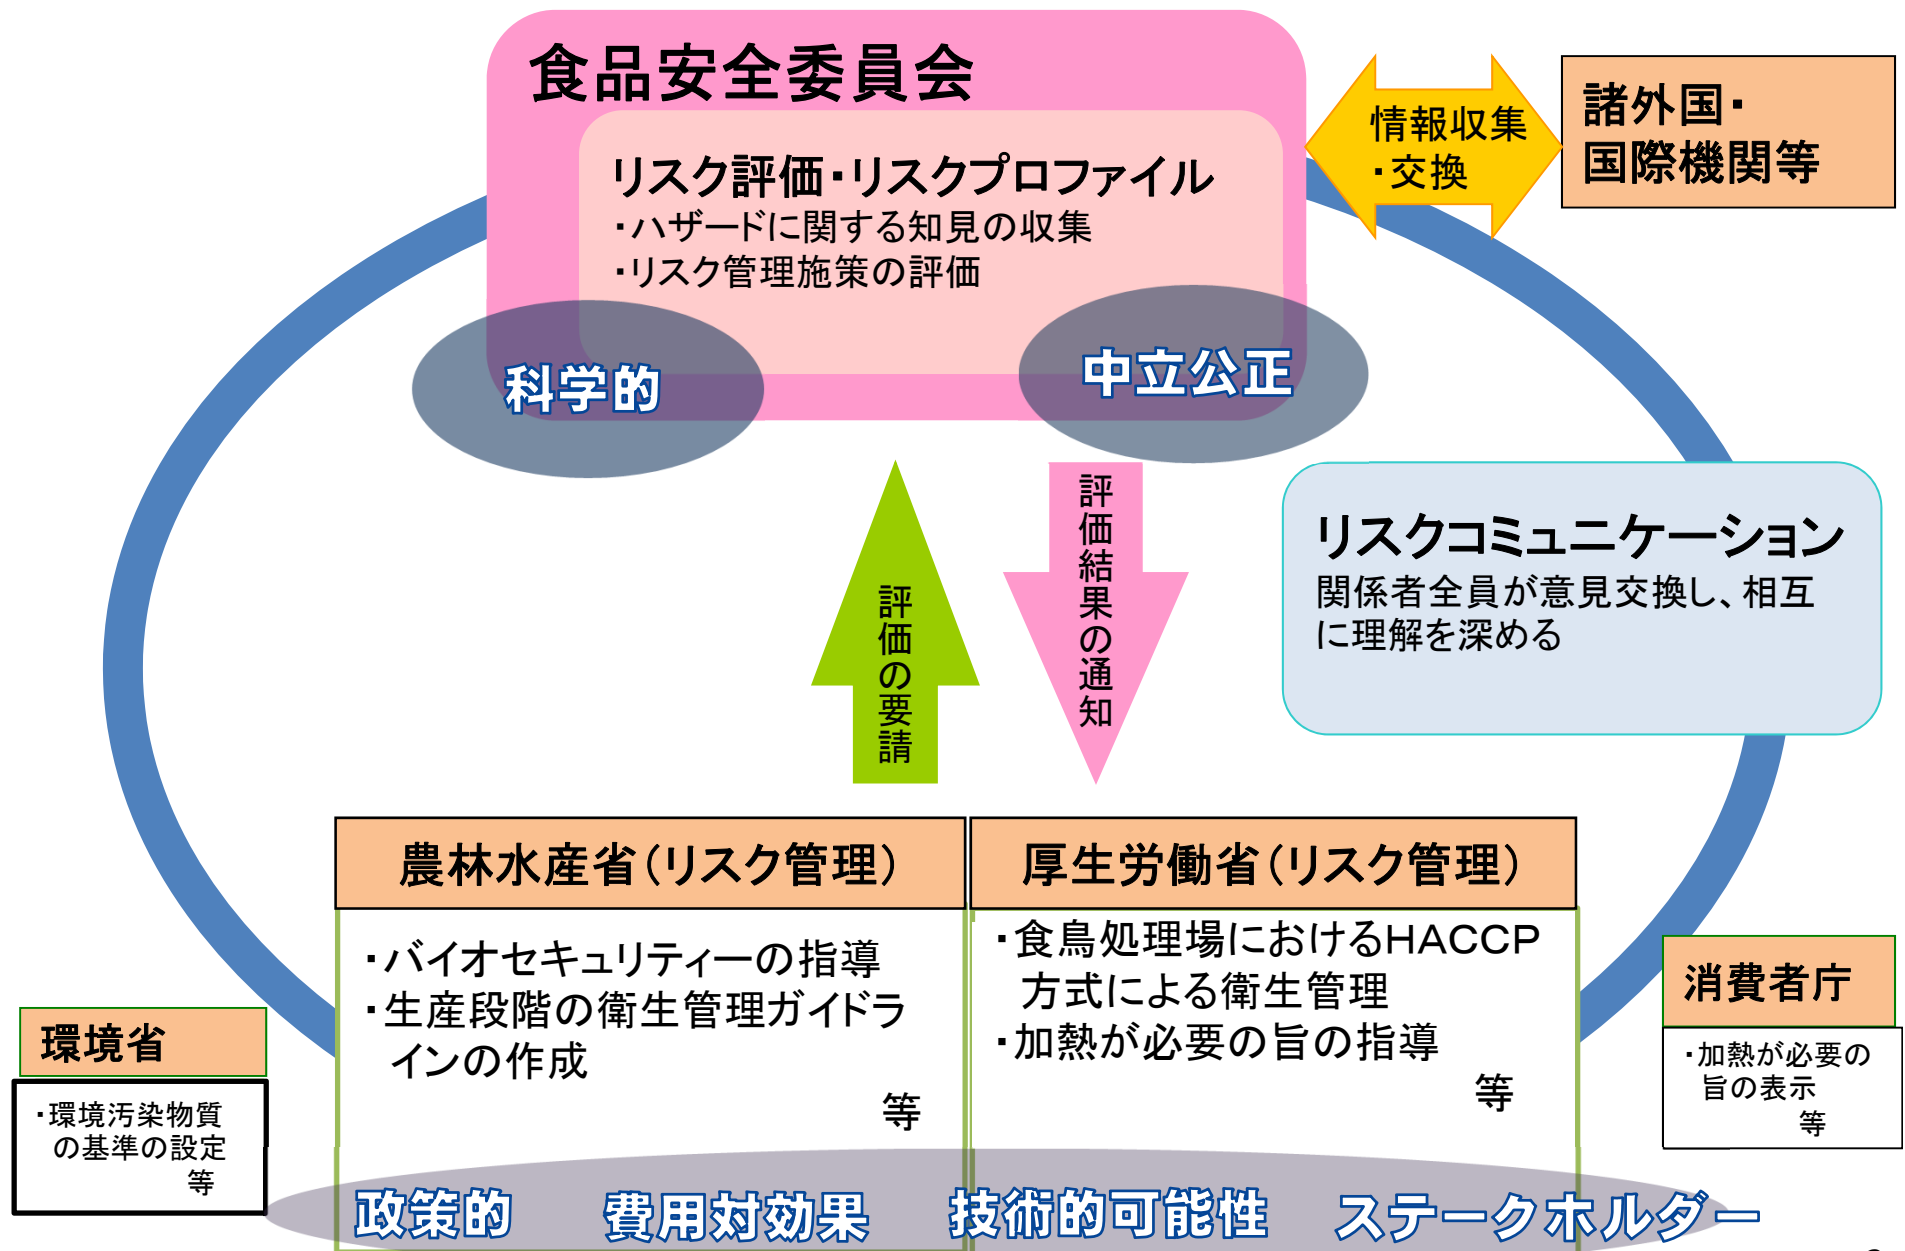 食品安全委員会
リスク評価・リスクプロファイル
・ハザードに関する知見の収集
・リスク管理施策の評価
科学的
中立公正
情報収集
・交換
諸外国・
国際機関等
評価の要請
評価結果の通知
リスクコミュニケーション
関係者全員が意見交換し、相互
に理解を深める
農林水産省（リスク管理）
・バイオセキュリティーの指導
・生産段階の衛生管理ガイドラ
インの作成
等
厚生労働省（リスク管理）
・食鳥処理場におけるHACCP
方式による衛生管理
・加熱が必要の旨の指導
等
環境省
・環境汚染物質
の基準の設定
等
消費者庁
・加熱が必要の
旨の表示
等
政策的
費用対効果
技術的可能性
ステークホルダー